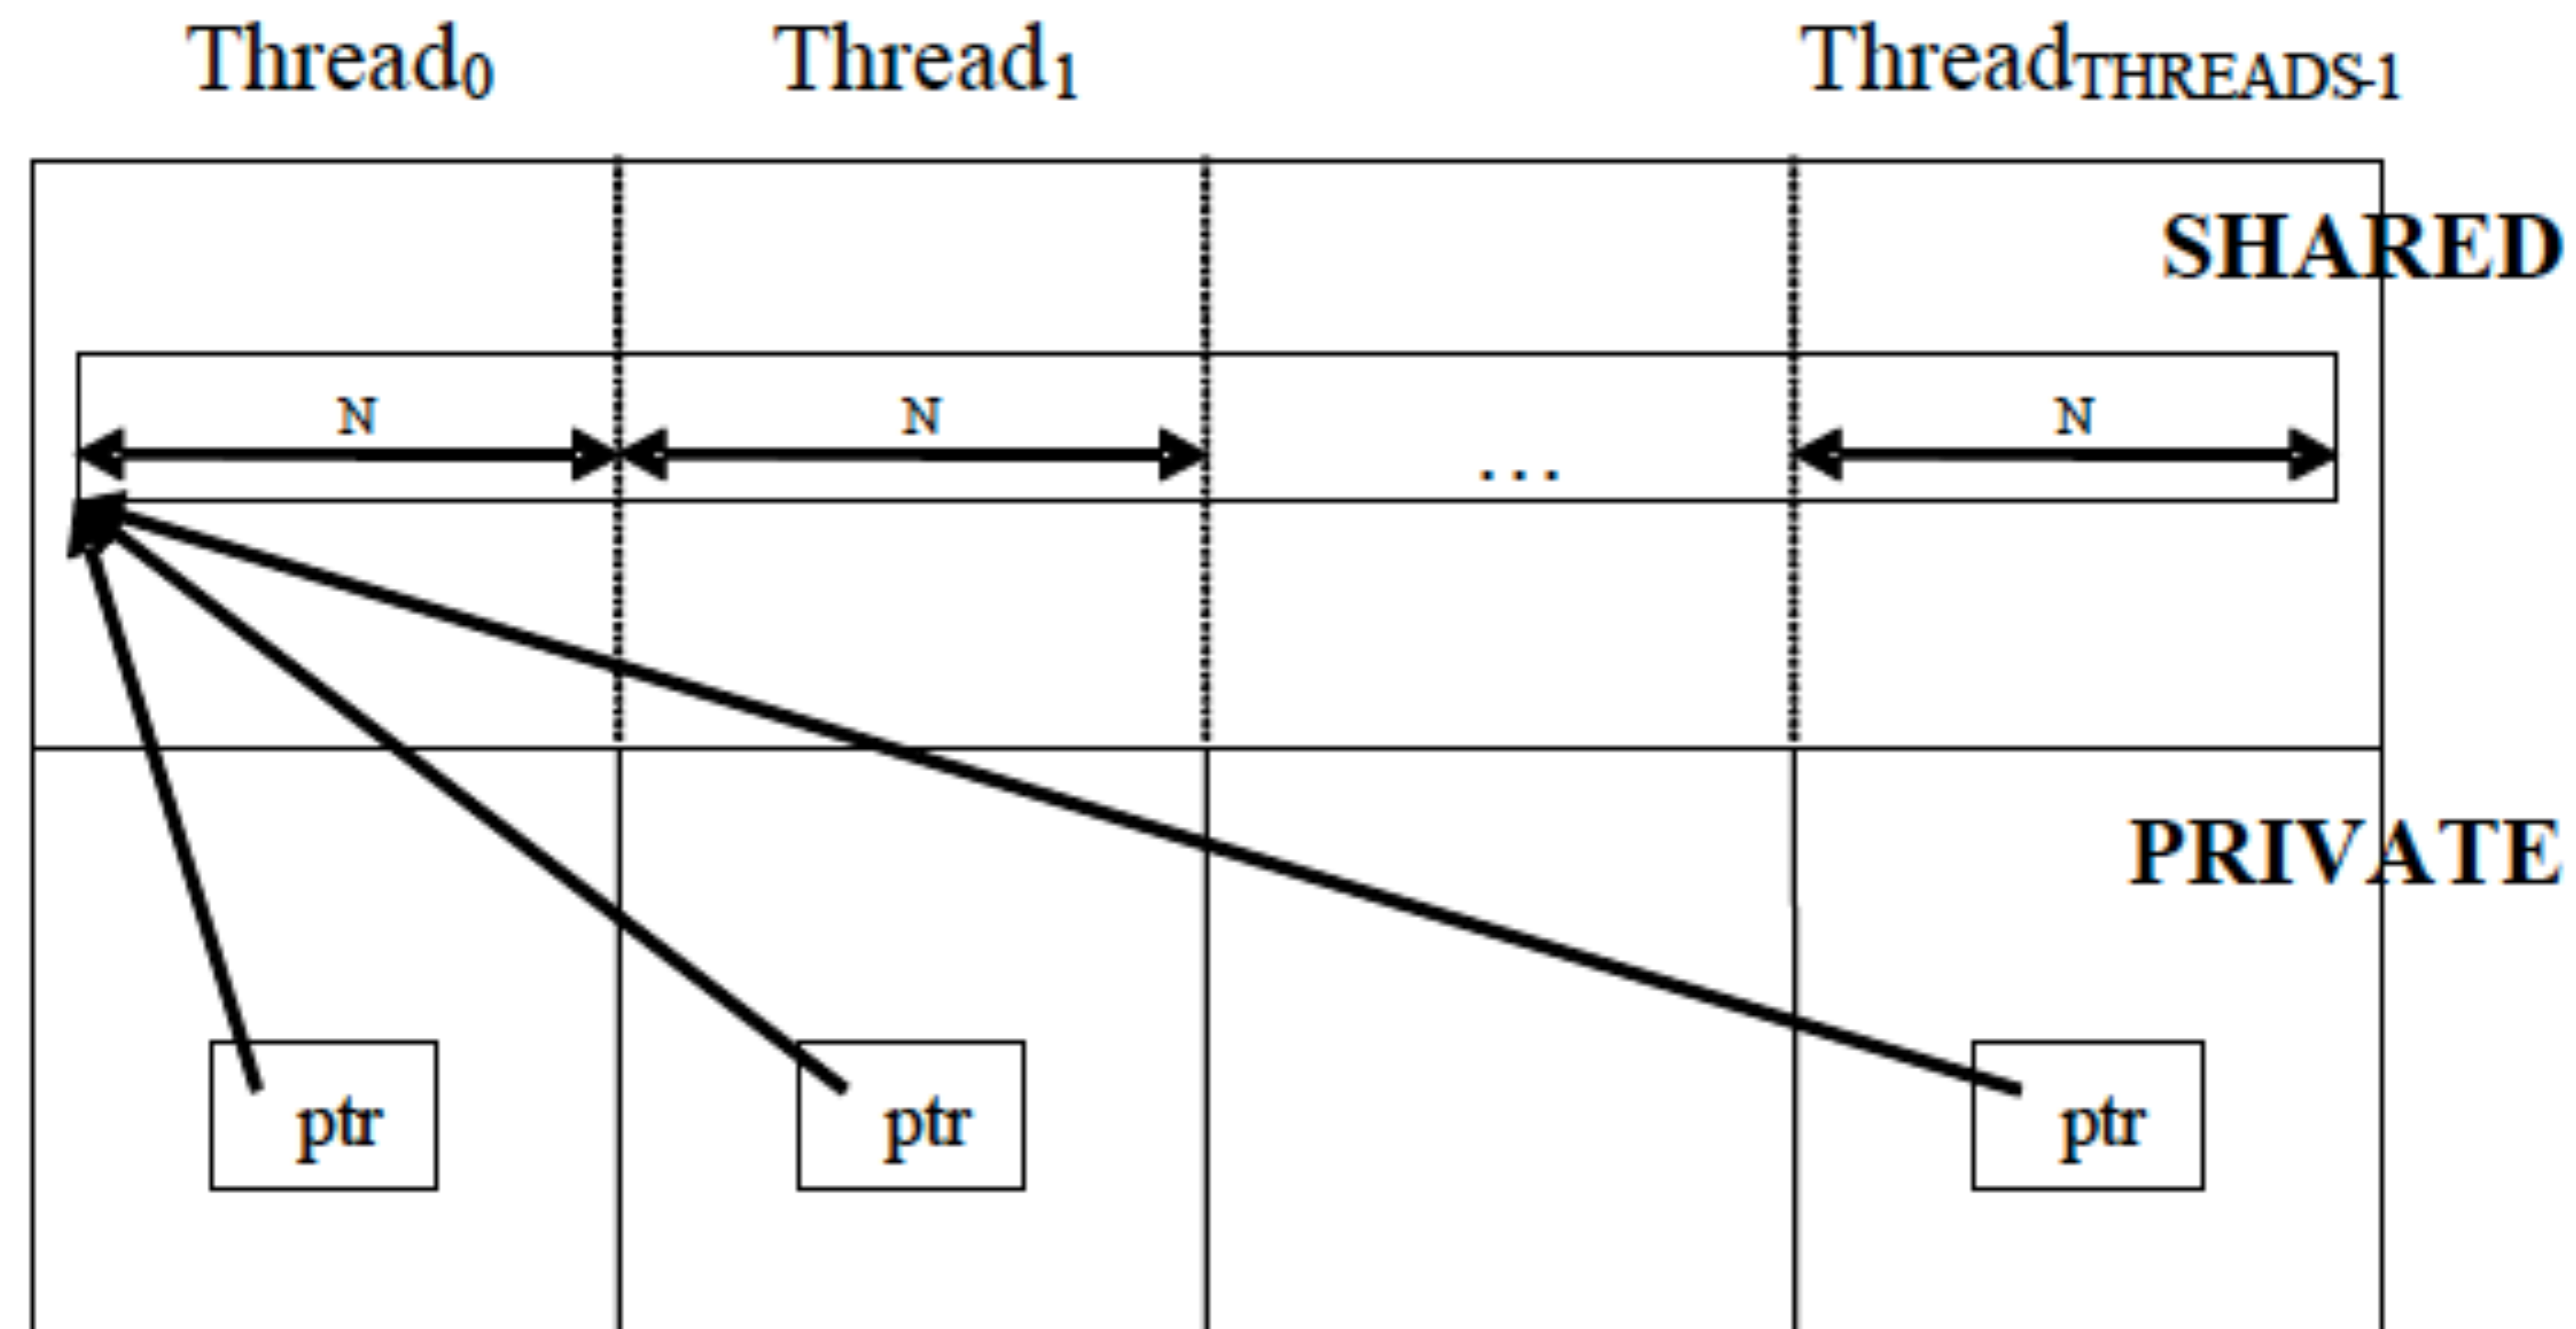 Thread0 Thread1 ThreadTHREADS-1
SHARED
N N ... N
PRIVATE
ptr ptr ptr